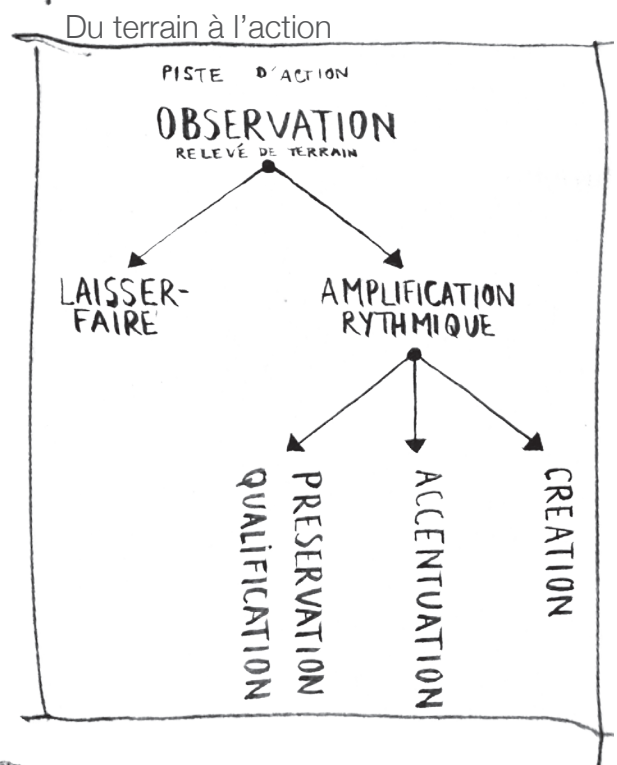 Du terrain à l'action
PISTE D'ACTION
OBSERVATION
RELEVÉ DE TERRAIN
LAISSER-
FAIRE
AMPLIFICATION
RYTHMIQUE
PRESERVATION
QUALIFICATION
ACCENTUATION
CREATION